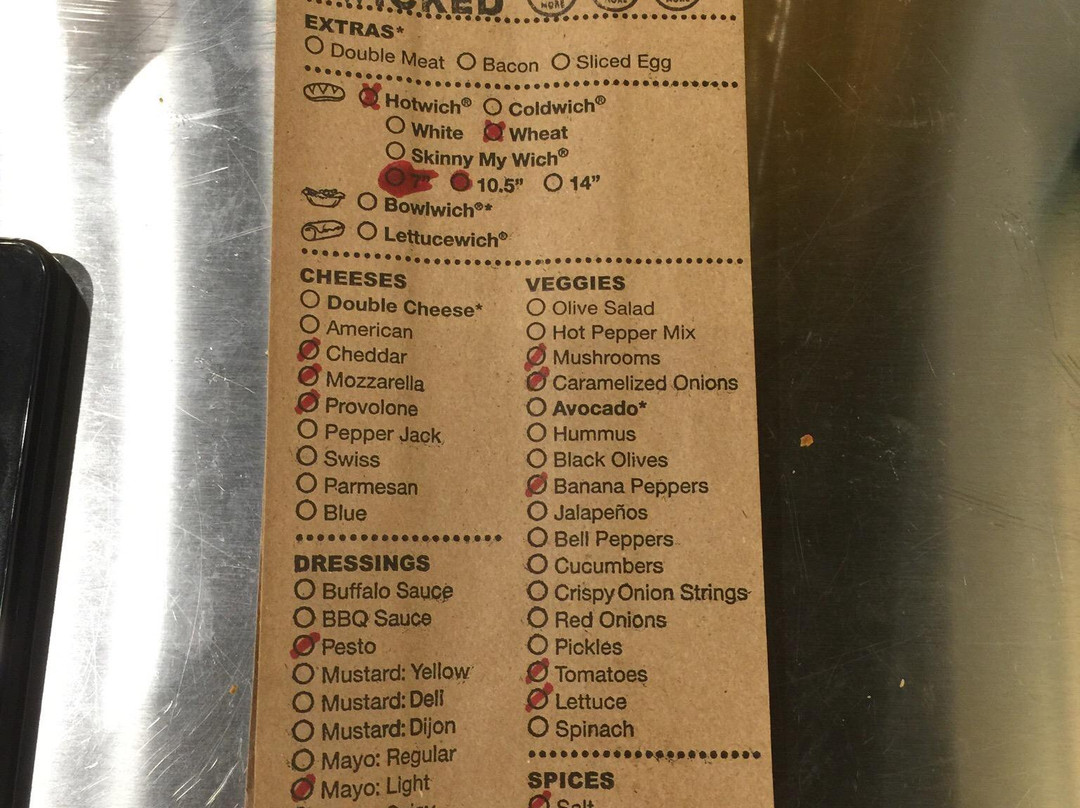 MORE MORE MORE
EXTRAS*
Double Meat Bacon Sliced Egg
Hotwich® Coldwich®
White Wheat
Skinny My Wich®
7" 10.5" 14"
Bowlwich®*
Lettucewich®
CHEESES
Double Cheese*
American
Cheddar
Mozzarella
Provolone
Pepper Jack
Swiss
Parmesan
Blue
DRESSINGS
Buffalo Sauce
BBQ Sauce
Pesto
Mustard: Yellow
Mustard: Deli
Mustard: Dijon
Mayo: Regular
Mayo: Light
VEGGIES
Olive Salad
Hot Pepper Mix
Mushrooms
Caramelized Onions
Avocado*
Hummus
Black Olives
Banana Peppers
Jalapeños
Bell Peppers
Cucumbers
Crispy Onion Strings
Red Onions
Pickles
Tomatoes
Lettuce
Spinach
SPICES
Salt